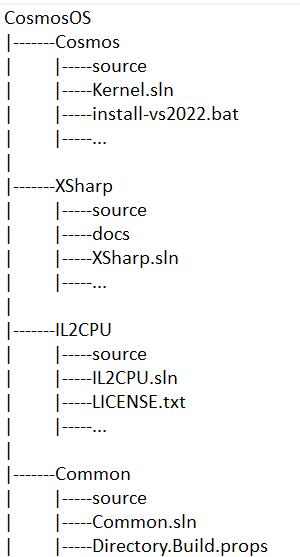 CosmosOS
|-------Cosmos
|       |-----source
|       |-----Kernel.sln
|       |-----install-vs2022.bat
|       |-----...
|
|-------XSharp
|       |-----source
|       |-----docs
|       |-----XSharp.sln
|       |-----...
|
|-------IL2CPU
|       |-----source
|       |-----IL2CPU.sln
|       |-----LICENSE.txt
|       |-----...
|
|-------Common
|       |-----source
|       |-----Common.sln
|       |-----Directory.Build.props